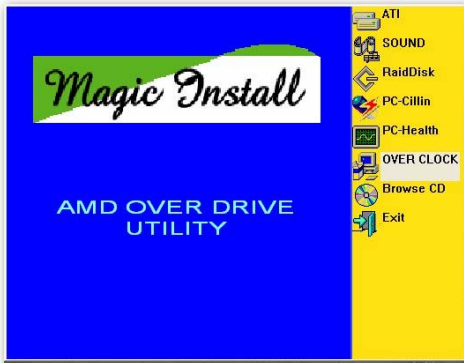 Magic Install
AMD OVER DRIVE
UTILITY
ATI
SOUND
RaidDisk
PC-Cillin
PC-Health
OVER CLOCK
Browse CD
Exit